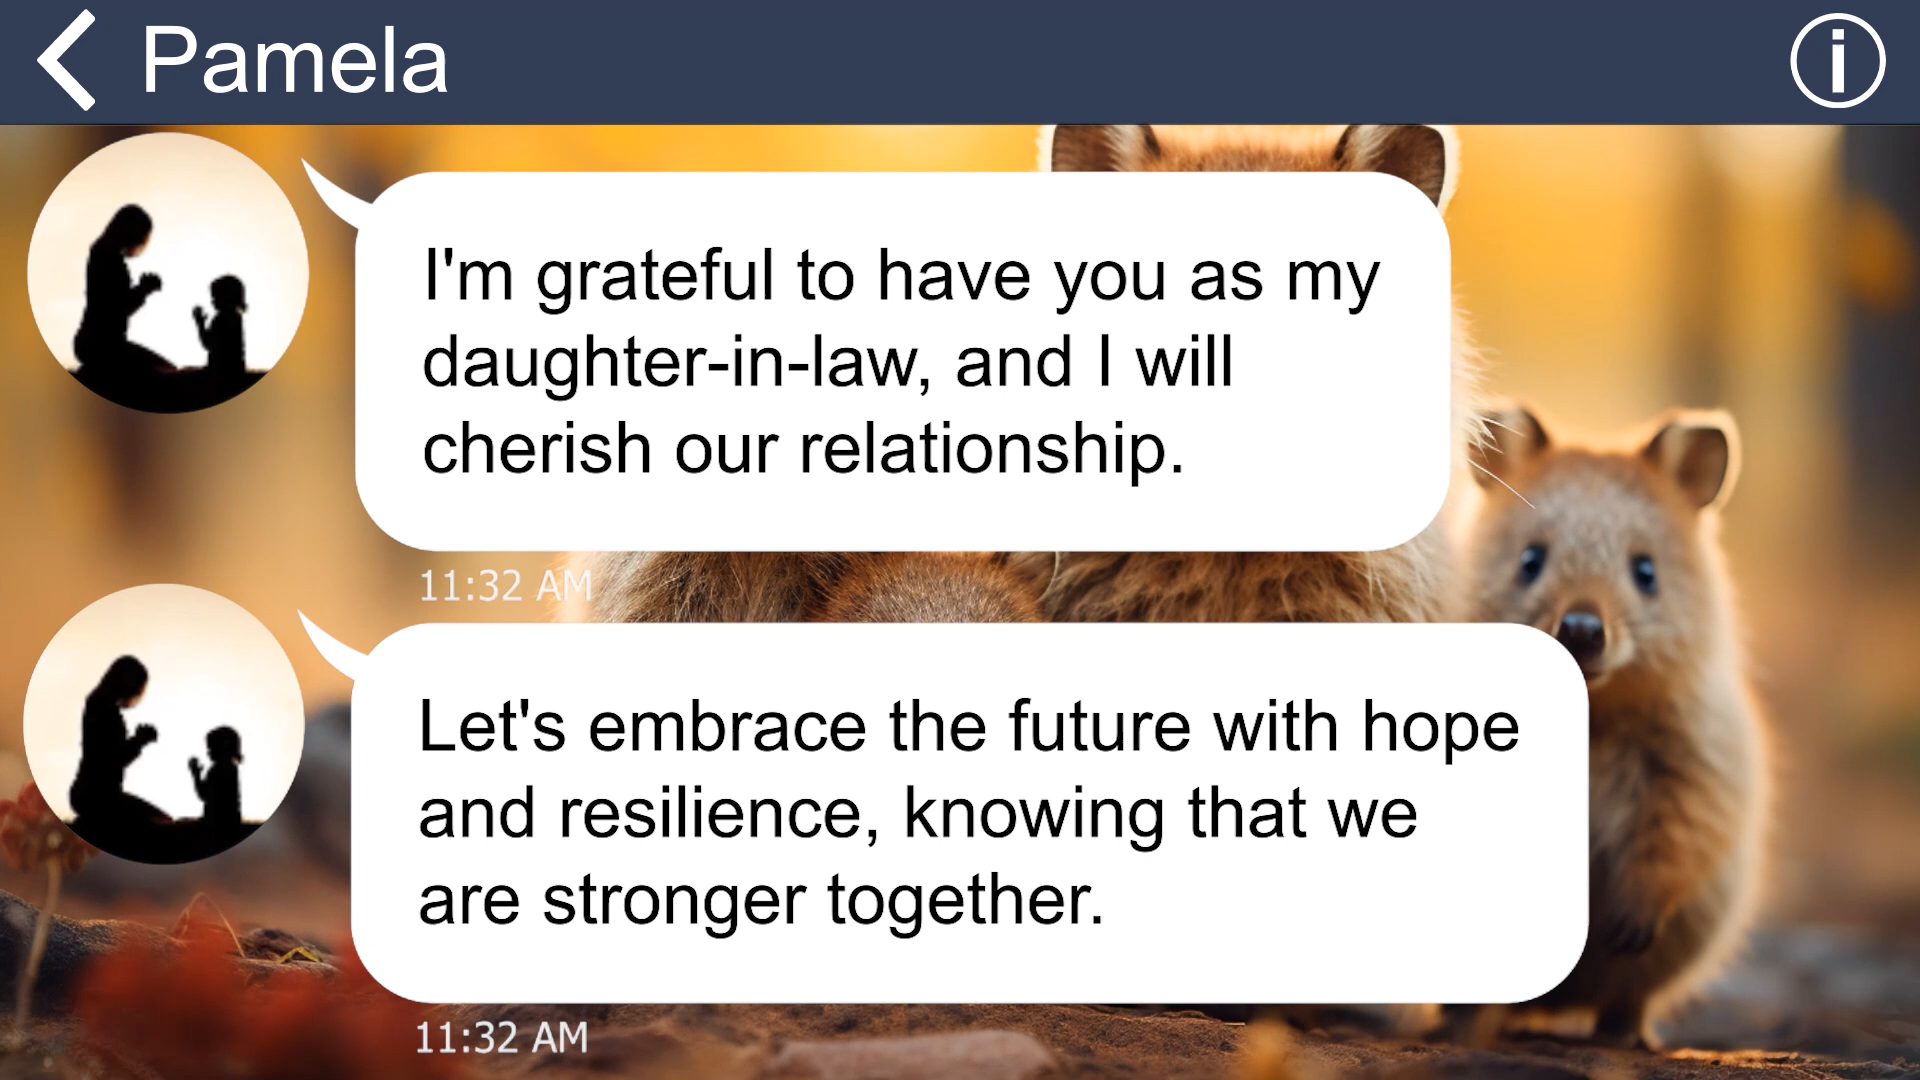 Pamela
I'm grateful to have you as my
daughter-in-law, and I will
cherish our relationship.
11:32 AM
Let's embrace the future with hope
and resilience, knowing that we
are stronger together.
11:32 AM